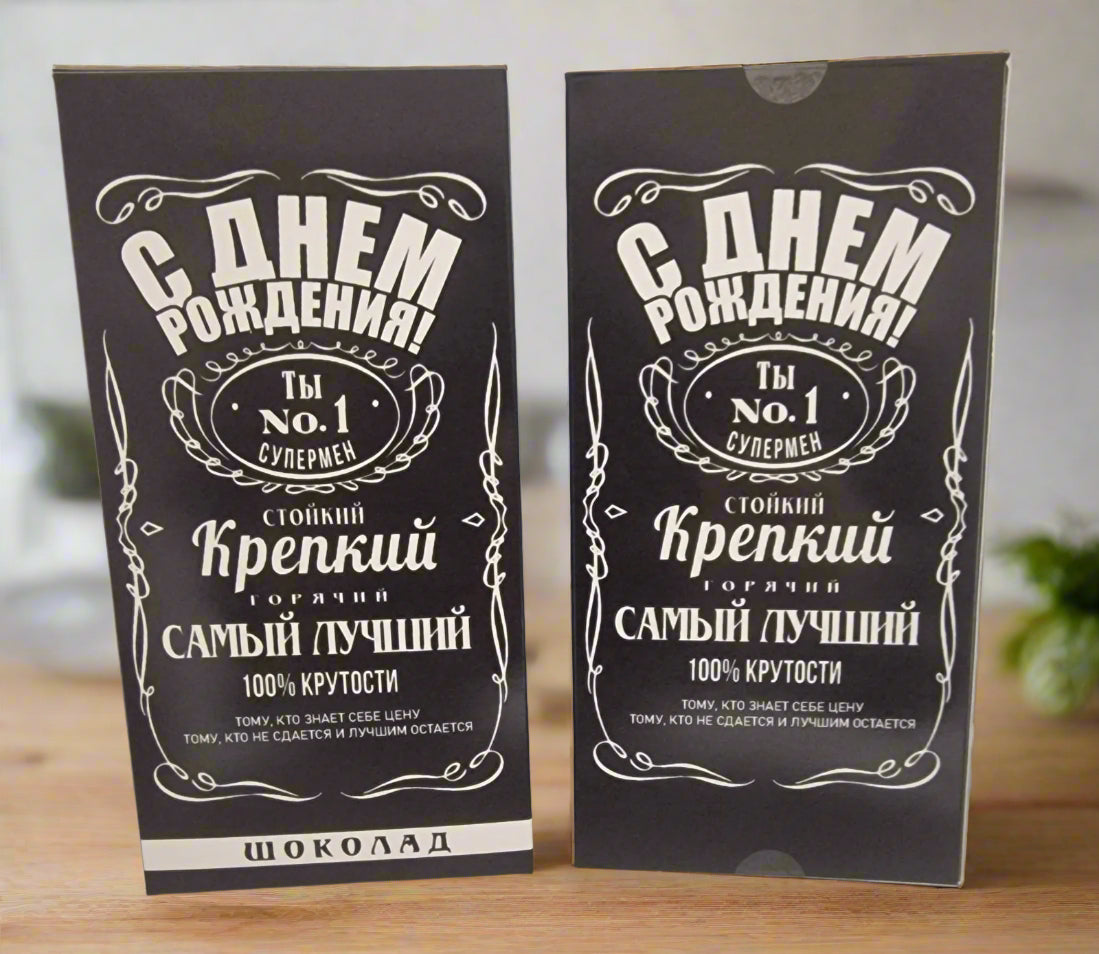 С ДНЕМ
РОЖДЕНИЯ!
Ты
No. 1
СУПЕРМЕН
СТОЙКИЙ
Крепкий
ГОРЯЧИЙ
САМЫЙ ЛУЧШИЙ
100% КРУТОСТИ
ТОМУ, КТО ЗНАЕТ СЕБЕ ЦЕНУ
ТОМУ, КТО НЕ СДАЕТСЯ И ЛУЧШИМ ОСТАЕТСЯ
ШОКОЛАД
С ДНЕМ
РОЖДЕНИЯ!
Ты
No. 1
СУПЕРМЕН
СТОЙКИЙ
Крепкий
ГОРЯЧИЙ
САМЫЙ ЛУЧШИЙ
100% КРУТОСТИ
ТОМУ, КТО ЗНАЕТ СЕБЕ ЦЕНУ
ТОМУ, КТО НЕ СДАЕТСЯ И ЛУЧШИМ ОСТАЕТСЯ